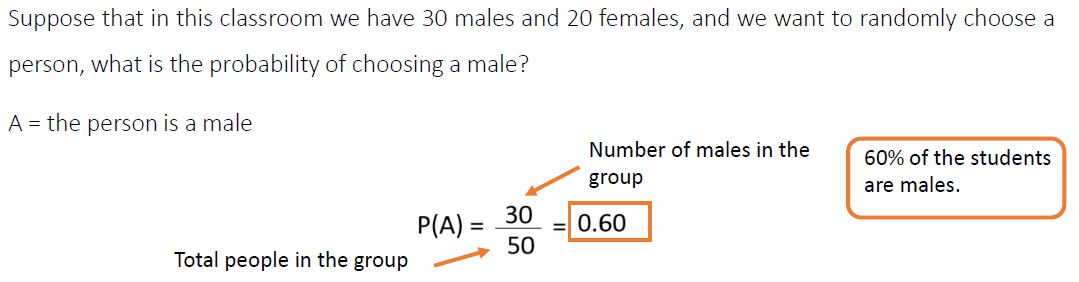 Suppose that in this classroom we have 30 males and 20 females, and we want to randomly choose a
person, what is the probability of choosing a male?
A = the person is a male
Number of males in the
group
60% of the students
are males.
P(A) = 30/50 = 0.60
Total people in the group